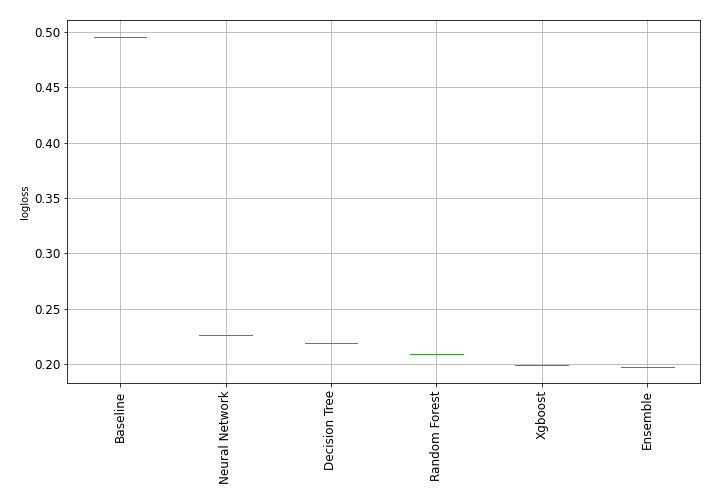 0.50
0.45
0.40
0.35
0.30
0.25
0.20
logloss
Baseline
Neural Network
Decision Tree
Random Forest
Xgboost
Ensemble